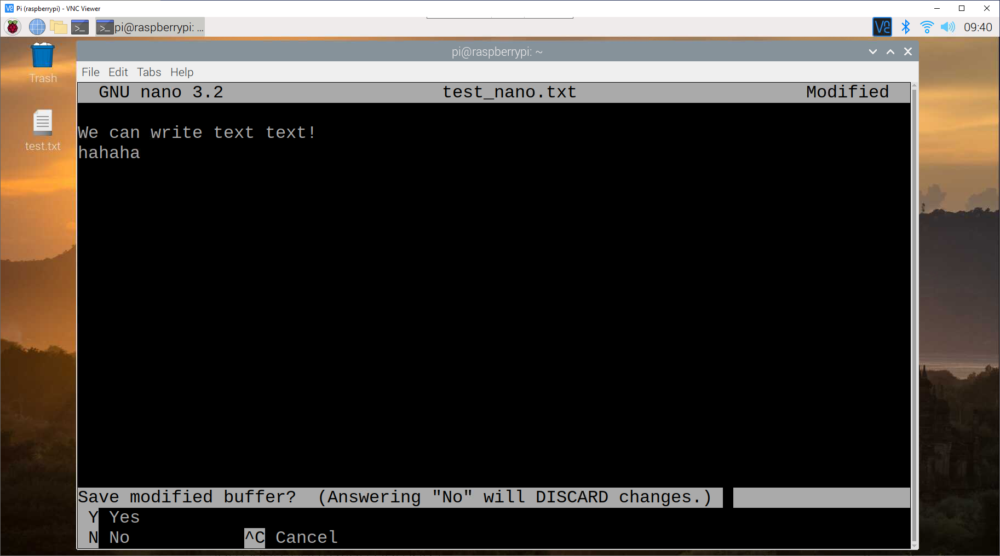 Pi (raspberrypi) - VNC Viewer
pi@raspberrypi: ...
09:40
Trash
test.txt
pi@raspberrypi: ~
File Edit Tabs Help
GNU nano 3.2 test_nano.txt Modified
We can write text text!
hahaha
Save modified buffer?  (Answering "No" will DISCARD changes.)
Y Yes
N No ^C Cancel